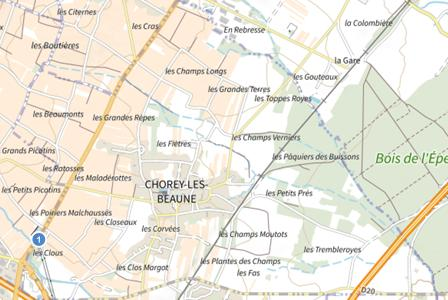 les Citernes
la Colombière
les Cras
En Rebresse
les Boutières
la Gare
les Champs Longs
les Gouteaux
les Grandes Terres
les Toppes Royes
les Beaumonts
les Grandes Rêpes
les Champs Verniers
les Flêtres
Grands Picotins
les Pâquiers des Buissons
Bois de l'Épe
les Ratosses
les Maladérottes
CHOREY-LES-
BEAUNE
les Petits Picotins
les Petits Prés
les Poiriers Malchaussés
les Closeaux
les Corvées
les Champs Moutots
1
les Clous
les Trembleroyes
les Plantes des Champs
les Clos Margot
les Fas
D20